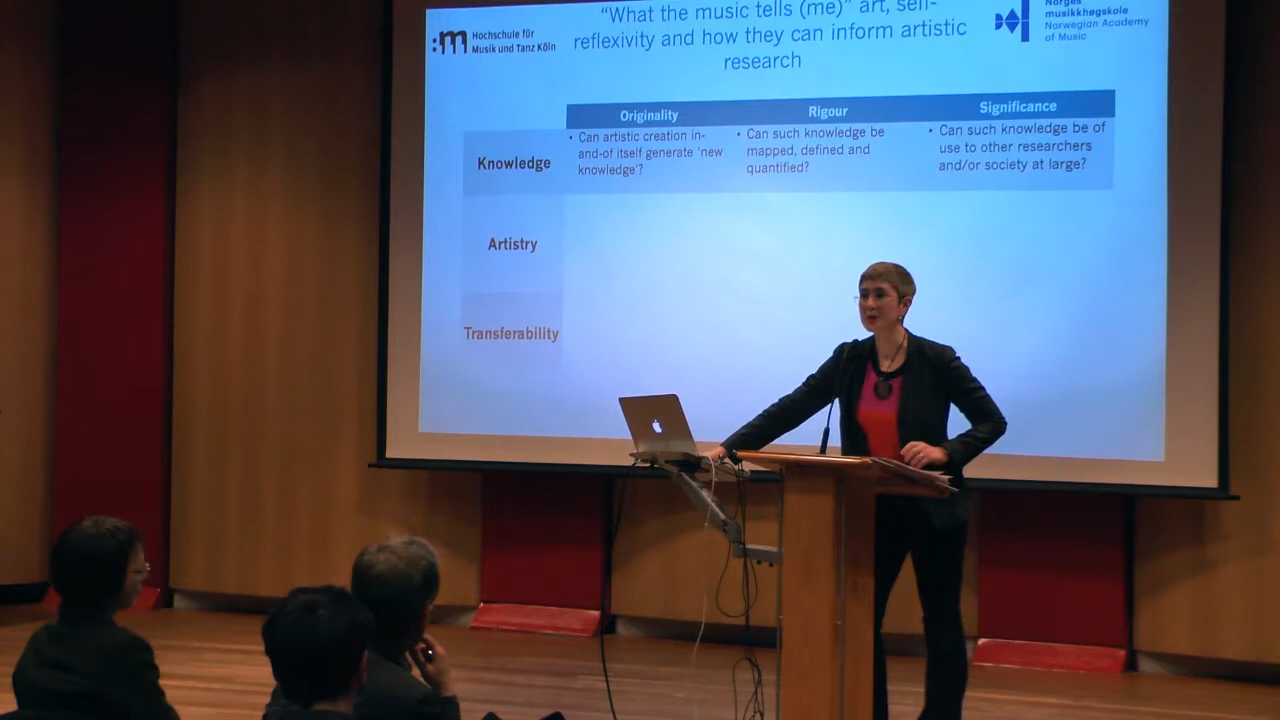 "What the music tells (me)" art, self-
reflexivity and how they can inform artistic
research
:m Hochschule für
Musik und Tanz Köln
Norges
musikkhøgskole
Norwegian Academy
of Music
Originality
Rigour
Significance
Knowledge
• Can artistic creation in-
and-of itself generate 'new
knowledge'?
• Can such knowledge be
mapped, defined and
quantified?
• Can such knowledge be of
use to other researchers
and/or society at large?
Artistry
Transferability